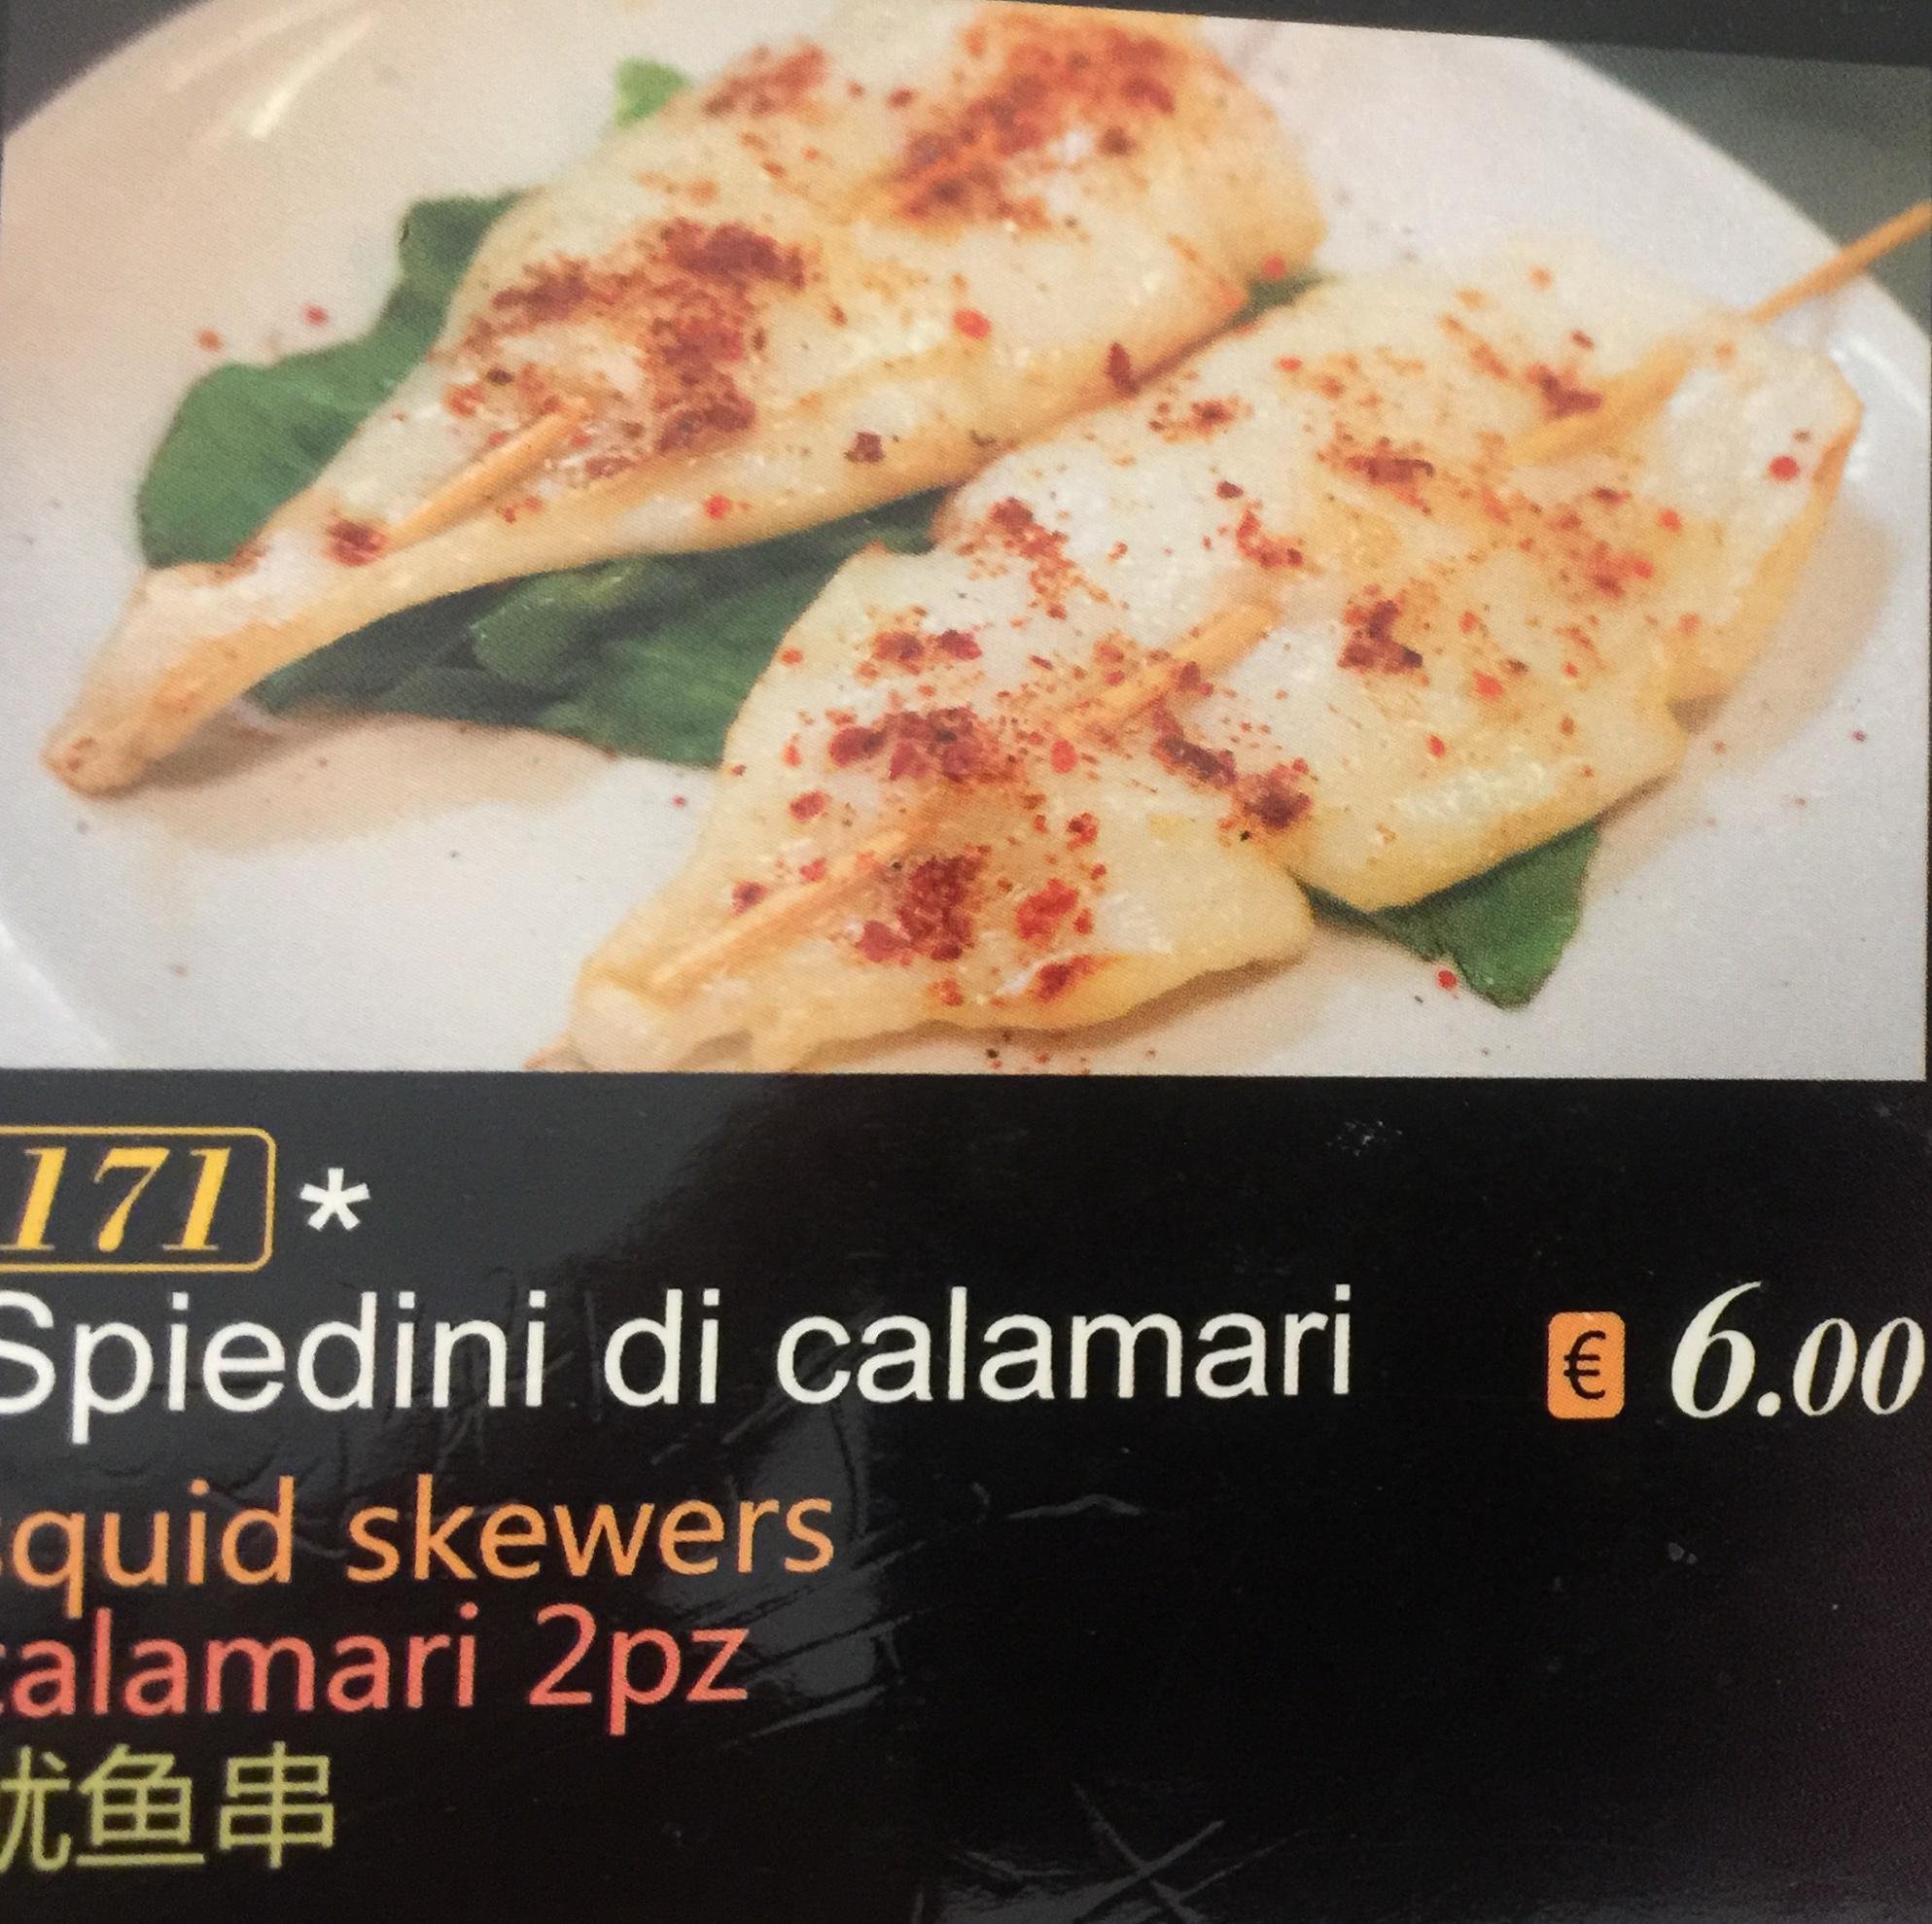 171 *
Spiedini di calamari € 6.00
squid skewers
calamari 2pz
鱿鱼串